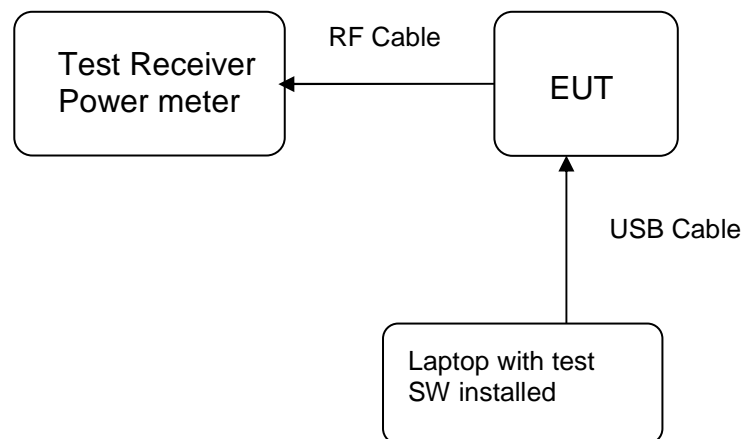 RF Cable
Test Receiver
Power meter
EUT
USB Cable
Laptop with test
SW installed